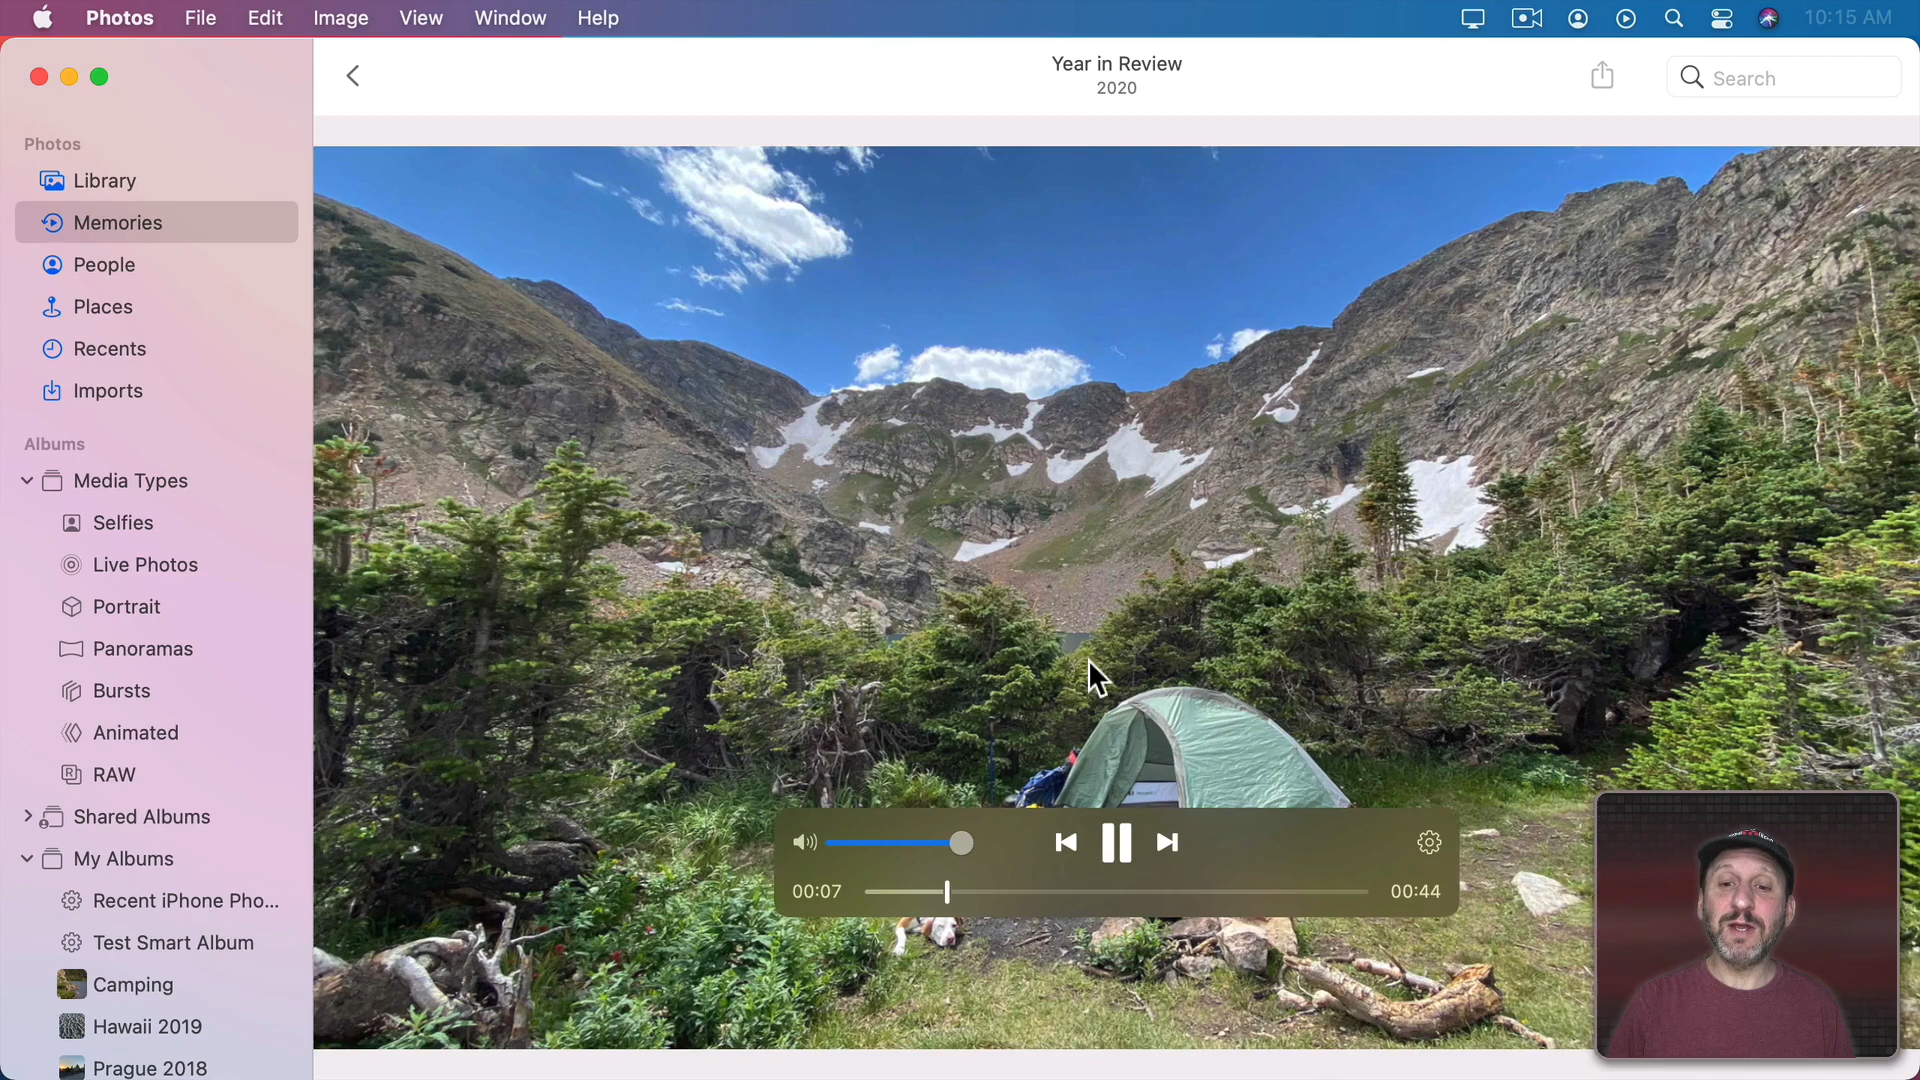 Photos File Edit Image View Window Help 10:15 AM
Year in Review
2020
Search
Photos
Library
Memories
People
Places
Recents
Imports
Albums
Media Types
Selfies
Live Photos
Portrait
Panoramas
Bursts
Animated
RAW
Shared Albums
My Albums
Recent iPhone Pho...
Test Smart Album
Camping
Hawaii 2019
Prague 2018
00:07 00:44